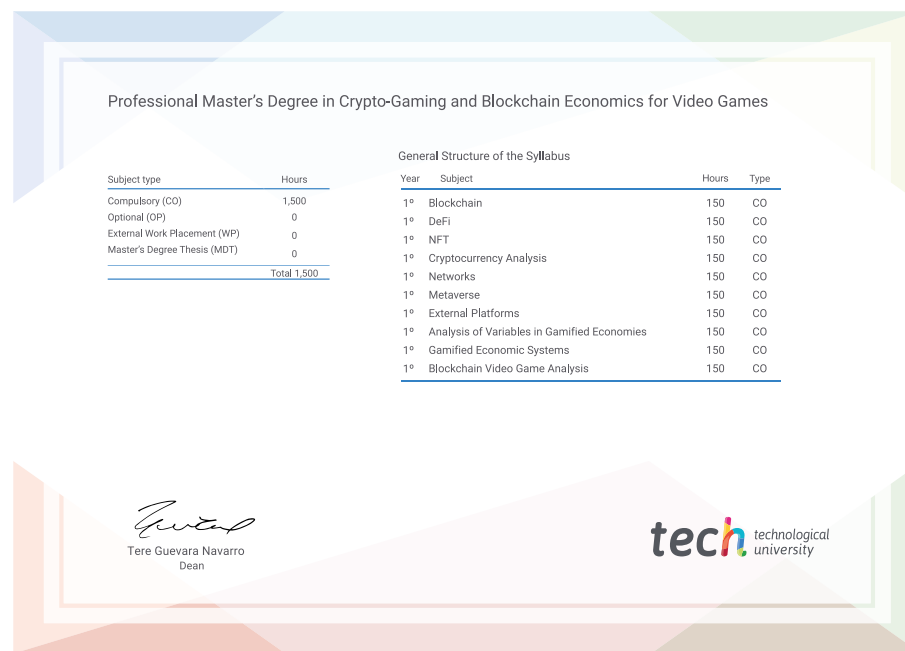 Professional Master's Degree in Crypto-Gaming and Blockchain Economics for Video Games
Subject type Hours
Compulsory (CO) 1,500
Optional (OP) 0
External Work Placement (WP) 0
Master's Degree Thesis (MDT) 0
Total 1,500
General Structure of the Syllabus
Year Subject Hours Type
1º Blockchain 150 CO
1º DeFi 150 CO
1º NFT 150 CO
1º Cryptocurrency Analysis 150 CO
1º Networks 150 CO
1º Metaverse 150 CO
1º External Platforms 150 CO
1º Analysis of Variables in Gamified Economies 150 CO
1º Gamified Economic Systems 150 CO
1º Blockchain Video Game Analysis 150 CO
Tere Guevara Navarro
Dean
tech technological
university